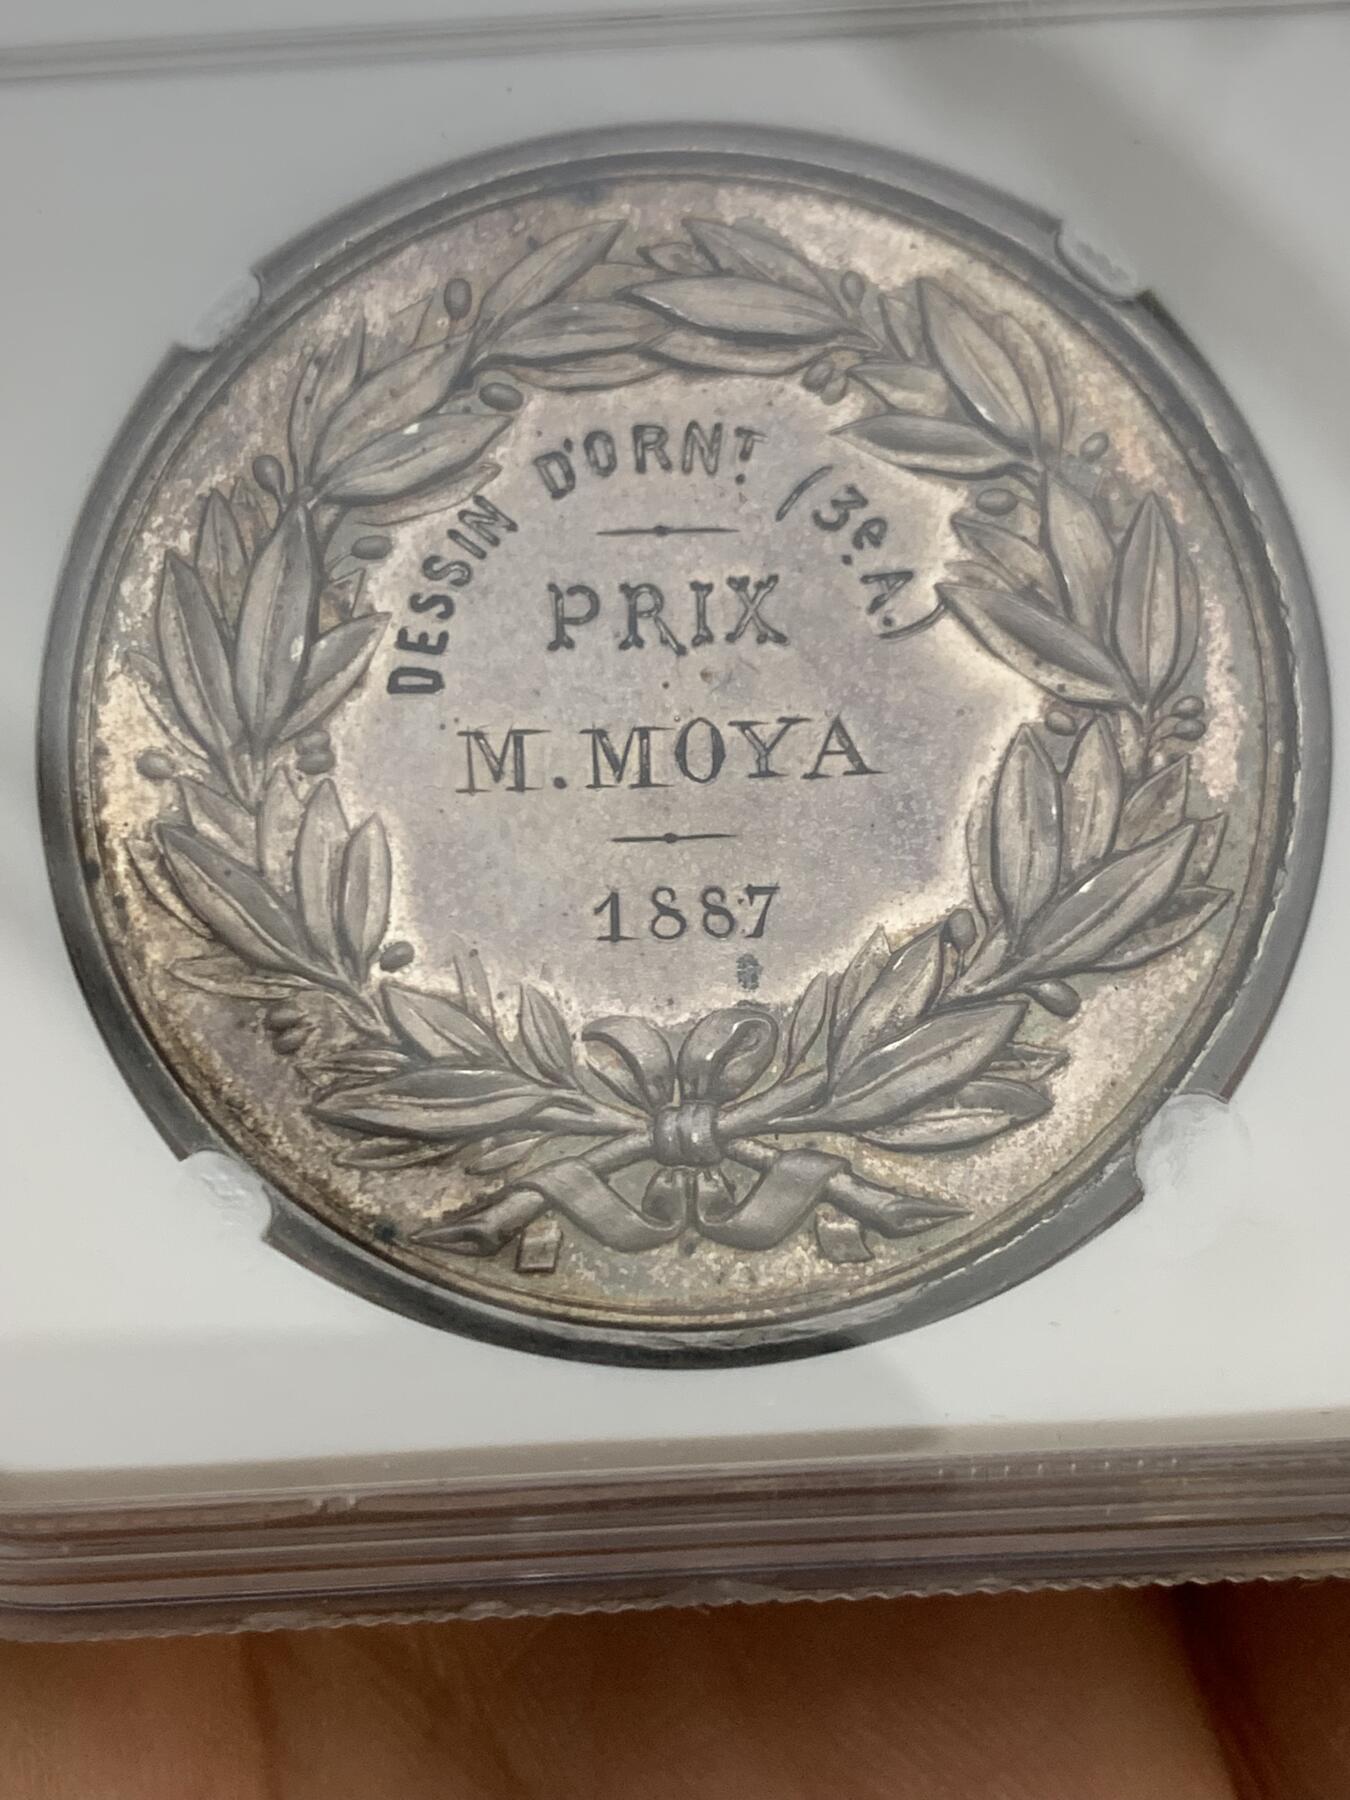 DESSIN D'ORNT. (3e. A.)
PRIX
M. MOYA
1887